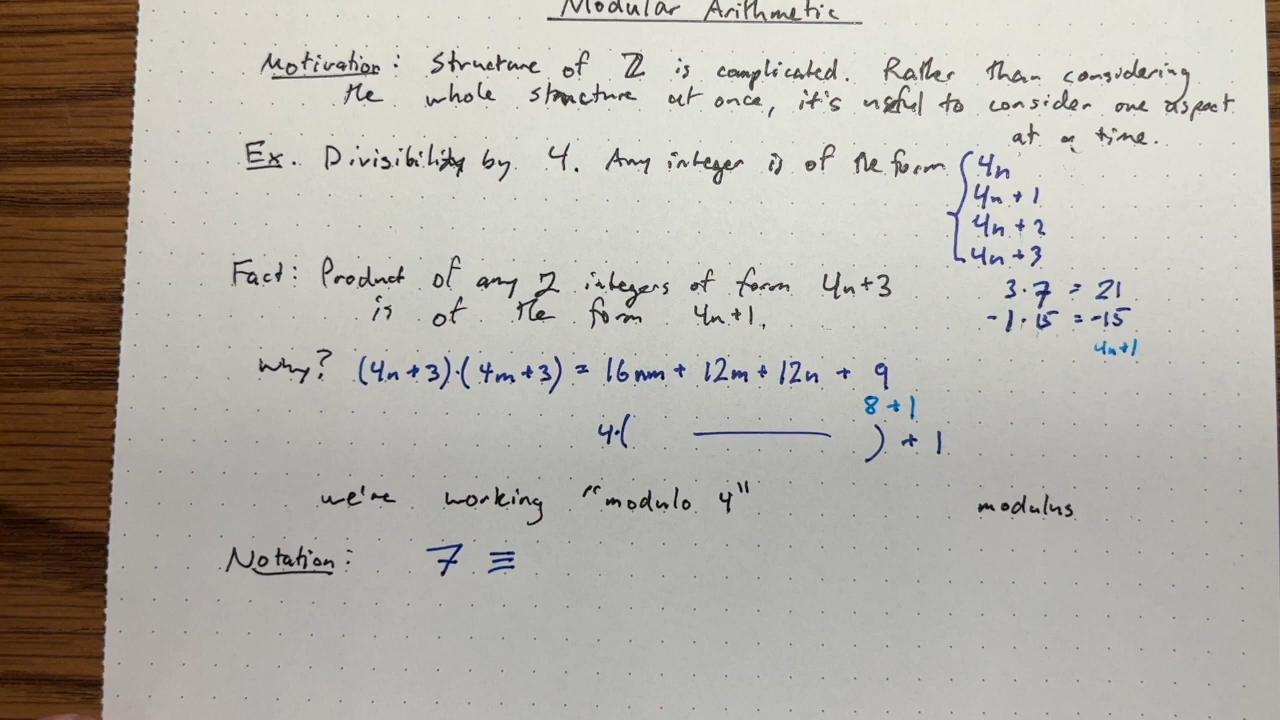 Modular Arithmetic
Motivation: Structure of ℤ is complicated. Rather than considering
the whole structure at once, it's useful to consider one aspect
at a time.
Ex. Divisibility by 4. Any integer is of the form { 4n
4n + 1
4n + 2
4n + 3
Fact: Product of any 2 integers of form 4n+3
is of the form 4n+1.
3·7 = 21
-1·15 = -15
4n+1
Why? (4n+3)·(4m+3) = 16nm + 12m + 12n + 9
8 + 1
4·( ——— ) + 1
we're working "modulo 4"
modulus
Notation: 7 ≡